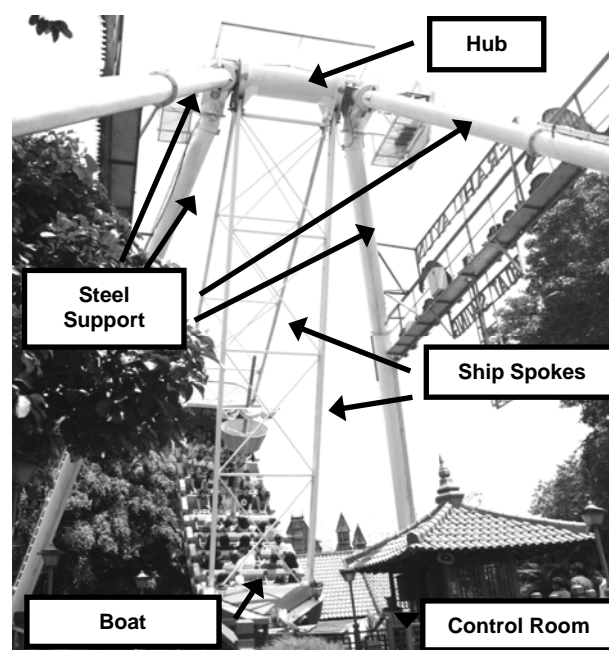 Hub
Steel
Support
Ship Spokes
Boat
Control Room